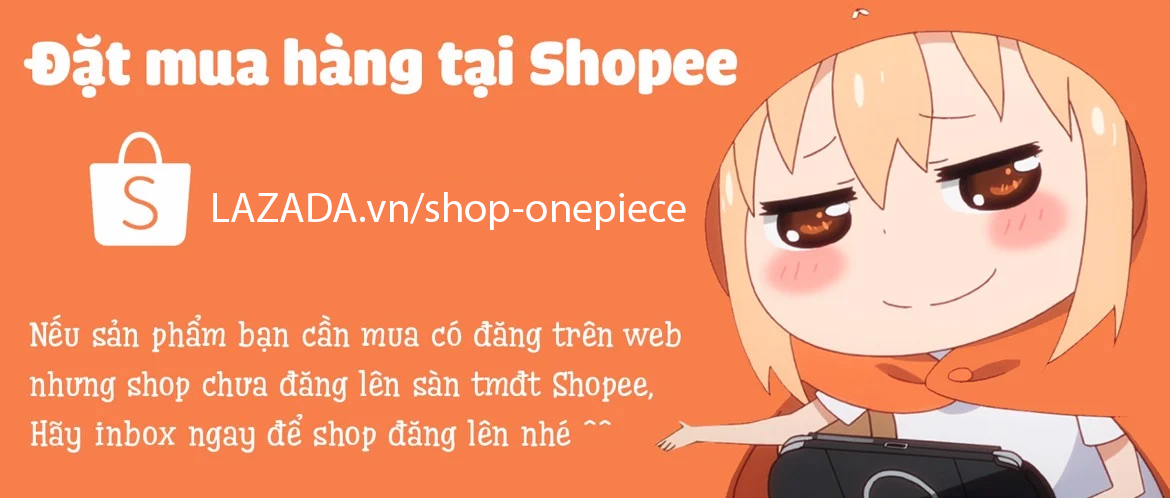 Đặt mua hàng tại Shopee
S
LAZADA.vn/shop-onepiece
Nếu sản phẩm bạn cần mua có đăng trên web
nhưng shop chưa đăng lên sàn tmđt Shopee,
Hãy inbox ngay để shop đăng lên nhé ^^